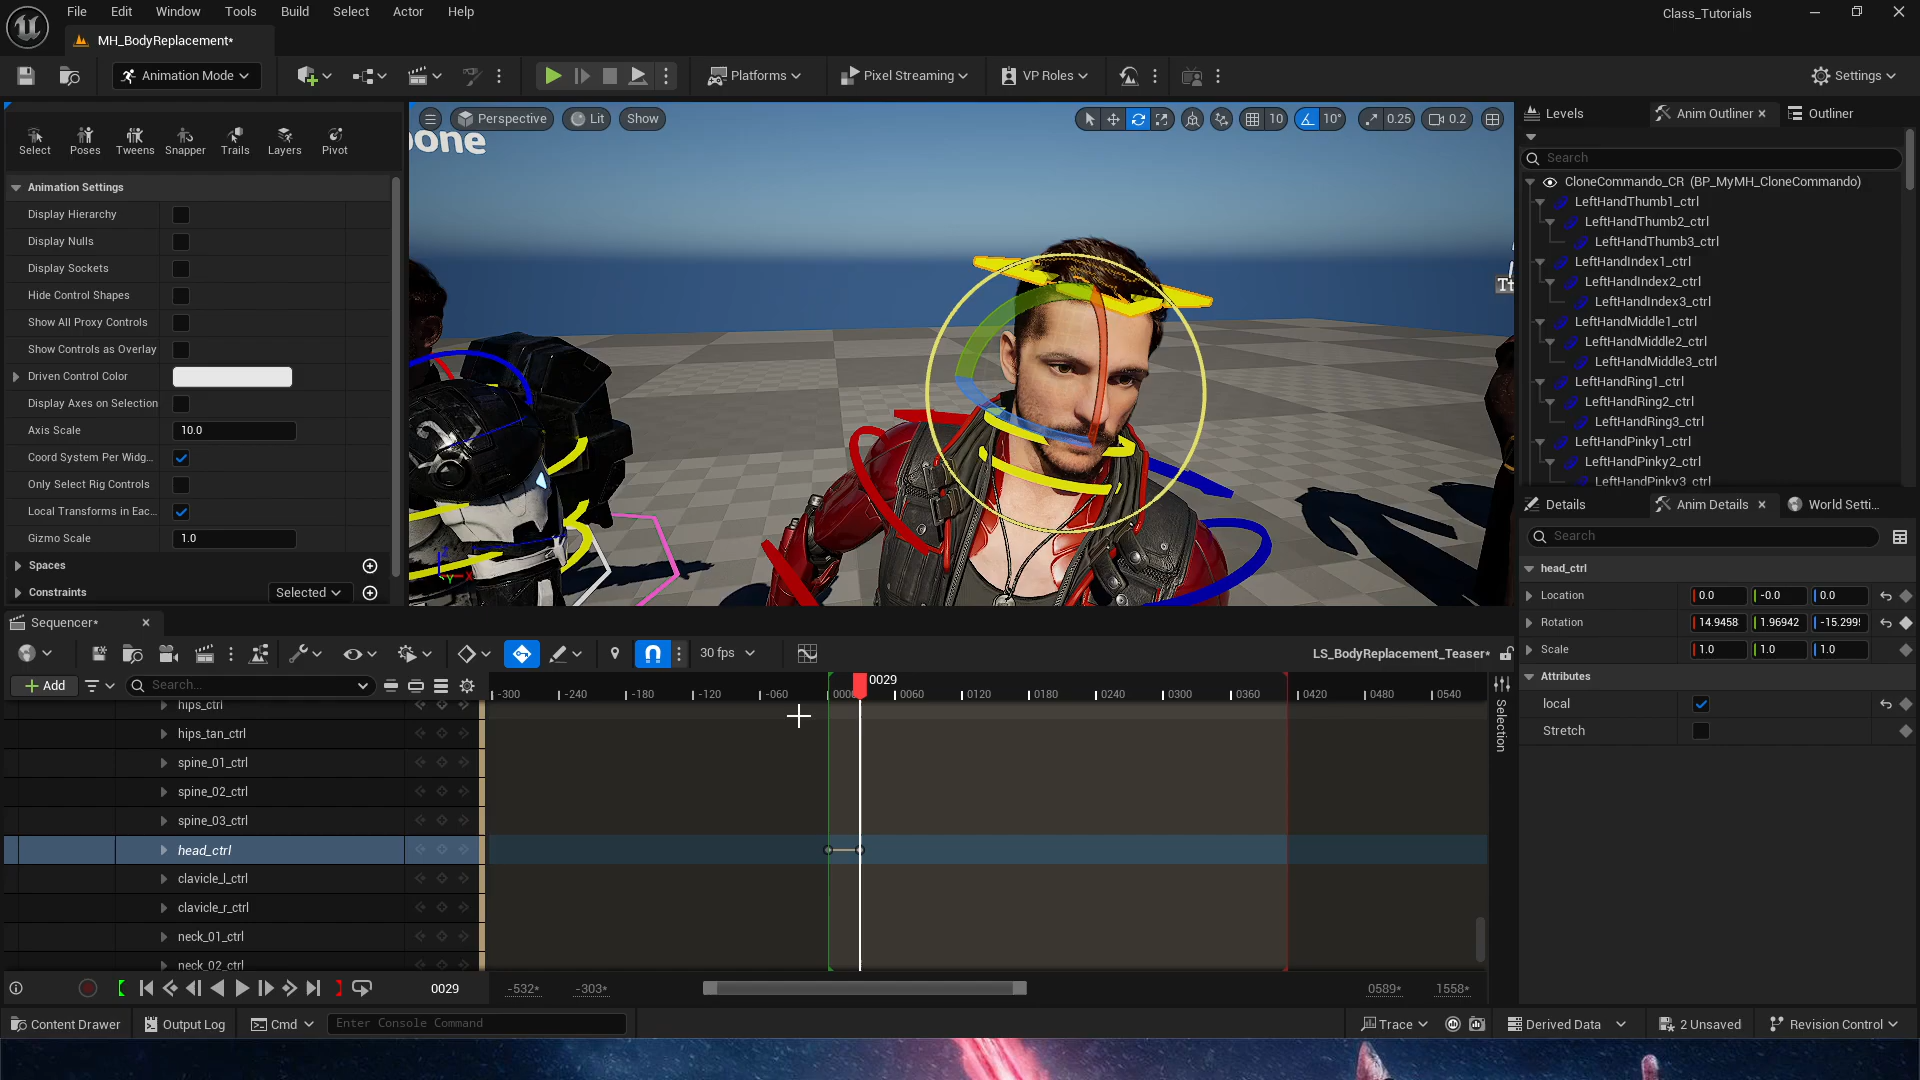 File Edit Window Tools Build Select Actor Help
Class_Tutorials
MH_BodyReplacement*
Animation Mode
Platforms
Pixel Streaming
VP Roles
Settings
Select Poses Tweens Snapper Trails Layers Pivot
Animation Settings
Display Hierarchy
Display Nulls
Display Sockets
Hide Control Shapes
Show All Proxy Controls
Show Controls as Overlay
Driven Control Color
Display Axes on Selection
Axis Scale 10.0
Coord System Per Widg...
Only Select Rig Controls
Local Transforms in Eac...
Gizmo Scale 1.0
Spaces
Constraints Selected
Perspective Lit Show
10 10° 0.25 0.2
one
Levels Anim Outliner Outliner
Search
CloneCommando_CR (BP_MyMH_CloneCommando)
LeftHandThumb1_ctrl
LeftHandThumb2_ctrl
LeftHandThumb3_ctrl
LeftHandIndex1_ctrl
LeftHandIndex2_ctrl
LeftHandIndex3_ctrl
LeftHandMiddle1_ctrl
LeftHandMiddle2_ctrl
LeftHandMiddle3_ctrl
LeftHandRing1_ctrl
LeftHandRing2_ctrl
LeftHandRing3_ctrl
LeftHandPinky1_ctrl
LeftHandPinky2_ctrl
LeftHandPinky3_ctrl
Details Anim Details World Setti...
Search
head_ctrl
Location 0.0 -0.0 0.0
Rotation 14.9458 1.96942 -15.299
Scale 1.0 1.0 1.0
Attributes
local
Stretch
Sequencer*
30 fps
LS_BodyReplacement_Teaser*
Add
Search...
0029
-300 -240 -180 -120 -060 0000 0060 0120 0180 0240 0300 0360 0420 0480 0540
Selection
hips_ctrl
hips_tan_ctrl
spine_01_ctrl
spine_02_ctrl
spine_03_ctrl
head_ctrl
clavicle_l_ctrl
clavicle_r_ctrl
neck_01_ctrl
neck_02_ctrl
0029
-532* -303* 0589* 1558*
Content Drawer Output Log Cmd Enter Console Command
Trace Derived Data 2 Unsaved Revision Control